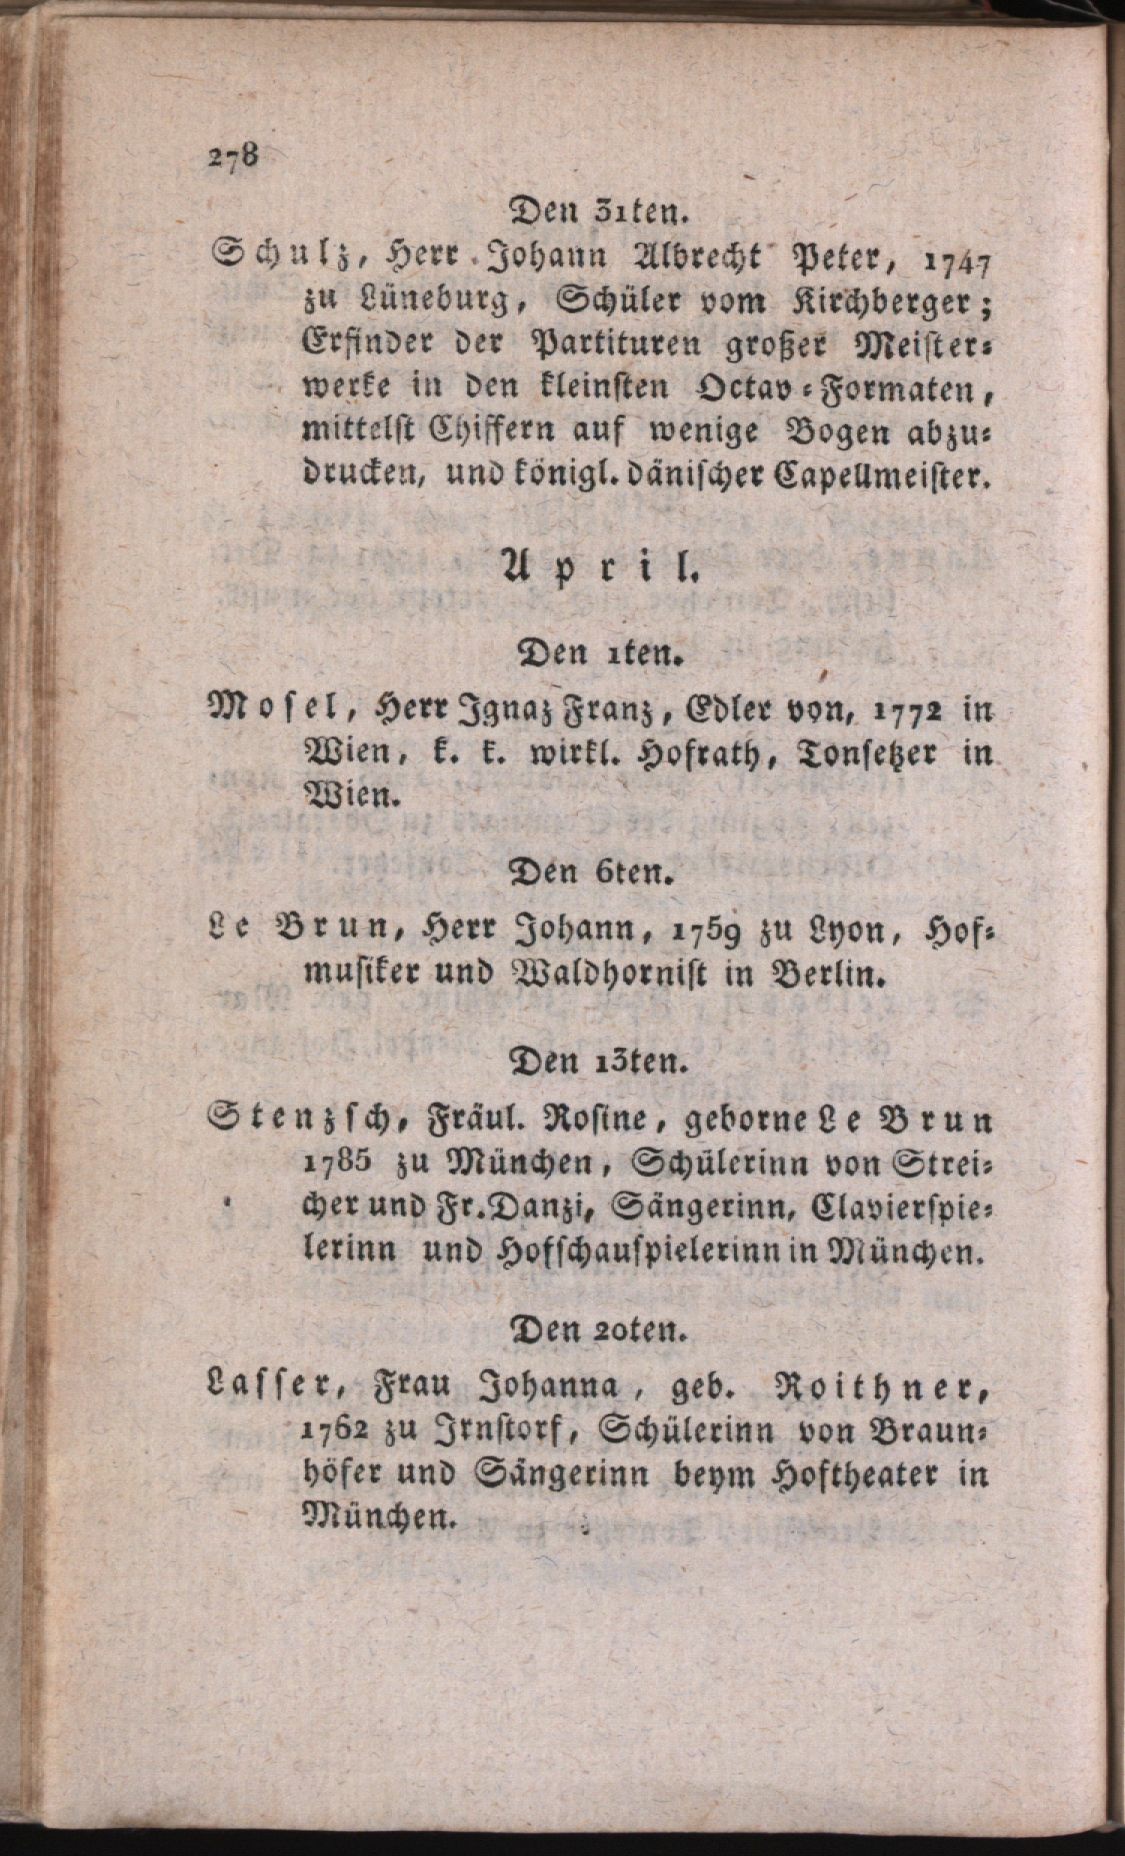 278
Den 31ten.
Schulz, Herr Johann Albrecht Peter, 1747
zu Lüneburg, Schüler vom Kirchberger;
Erfinder der Partituren großer Meister-
werke in den kleinsten Octav-Formaten,
mittelst Chiffern auf wenige Bogen abzu-
drucken, und königl. dänischer Capellmeister.
April.
Den 1ten.
Mosel, Herr Ignaz Franz, Edler von, 1772 in
Wien, k. k. wirkl. Hofrath, Tonsetzer in
Wien.
Den 6ten.
Le Brun, Herr Johann, 1759 zu Lyon, Hof-
musiker und Waldhornist in Berlin.
Den 13ten.
Stenzsch, Fräul. Rosine, geborne Le Brun
1785 zu München, Schülerinn von Strei-
cher und Fr. Danzi, Sängerinn, Clavierspie-
lerinn und Hofschauspielerinn in München.
Den 20ten.
Lasser, Frau Johanna, geb. Roithner,
1762 zu Irnstorf, Schülerinn von Braun-
höfer und Sängerinn beym Hoftheater in
München.